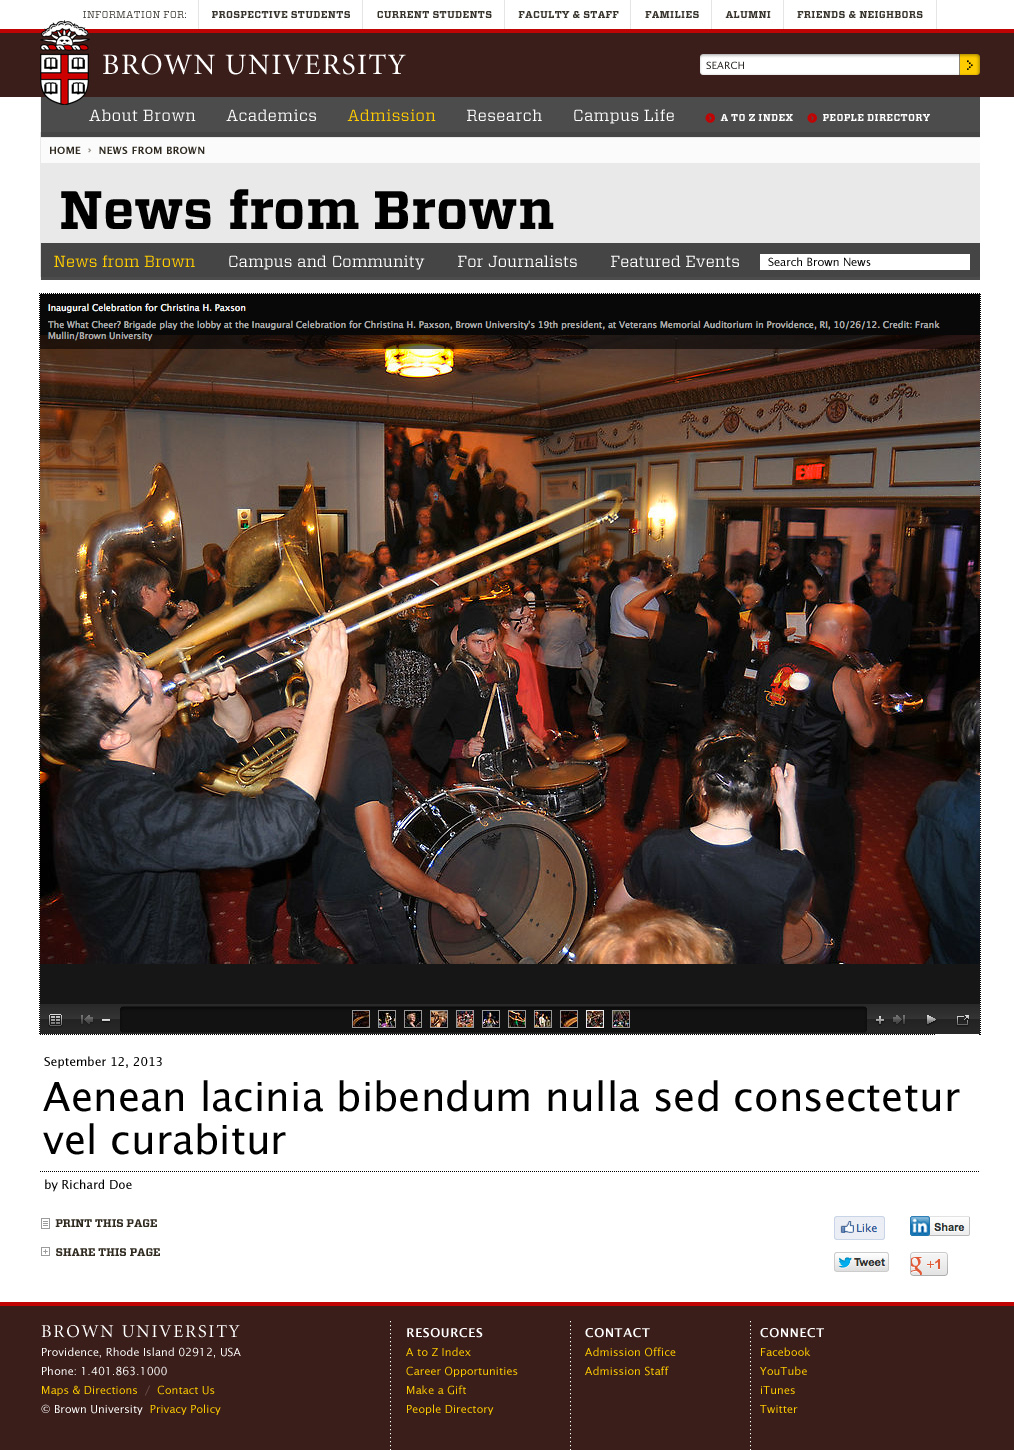 INFORMATION FOR: PROSPECTIVE STUDENTS CURRENT STUDENTS FACULTY & STAFF FAMILIES ALUMNI FRIENDS & NEIGHBORS
BROWN UNIVERSITY
SEARCH
About Brown Academics Admission Research Campus Life A TO Z INDEX PEOPLE DIRECTORY
HOME › NEWS FROM BROWN
News from Brown
News from Brown Campus and Community For Journalists Featured Events Search Brown News
Inaugural Celebration for Christina H. Paxson
The What Cheer? Brigade play the lobby at the Inaugural Celebration for Christina H. Paxson, Brown University's 19th president, at Veterans Memorial Auditorium in Providence, RI, 10/26/12. Credit: Frank
Mullin/Brown University
EXIT
September 12, 2013
Aenean lacinia bibendum nulla sed consectetur
vel curabitur
by Richard Doe
PRINT THIS PAGE
SHARE THIS PAGE
Like in Share
Tweet g +1
BROWN UNIVERSITY
Providence, Rhode Island 02912, USA
Phone: 1.401.863.1000
Maps & Directions / Contact Us
© Brown University Privacy Policy
RESOURCES
A to Z Index
Career Opportunities
Make a Gift
People Directory
CONTACT
Admission Office
Admission Staff
CONNECT
Facebook
YouTube
iTunes
Twitter